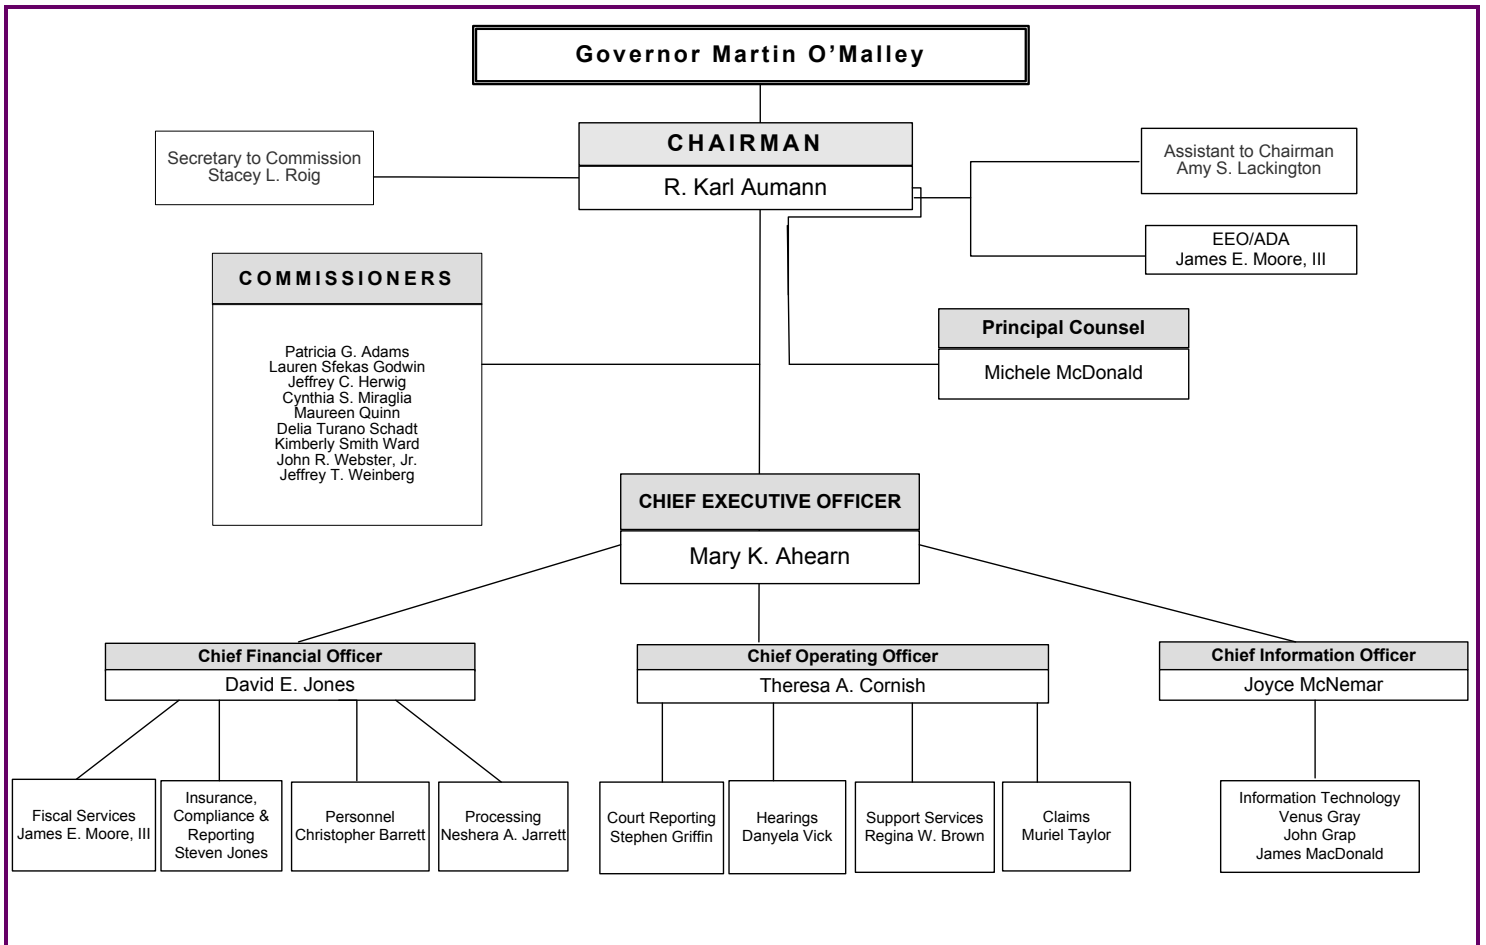 Governor Martin O’Malley
CHAIRMAN
R. Karl Aumann
Secretary to Commission
Stacey L. Roig
Assistant to Chairman
Amy S. Lackington
EEO/ADA
James E. Moore, III
COMMISSIONERS
Patricia G. Adams
Lauren Sfekas Godwin
Jeffrey C. Herwig
Cynthia S. Miraglia
Maureen Quinn
Delia Turano Schadt
Kimberly Smith Ward
John R. Webster, Jr.
Jeffrey T. Weinberg
Principal Counsel
Michele McDonald
CHIEF EXECUTIVE OFFICER
Mary K. Ahearn
Chief Financial Officer
David E. Jones
Chief Operating Officer
Theresa A. Cornish
Chief Information Officer
Joyce McNemar
Fiscal Services
James E. Moore, III
Insurance,
Compliance &
Reporting
Steven Jones
Personnel
Christopher Barrett
Processing
Neshera A. Jarrett
Court Reporting
Stephen Griffin
Hearings
Danyela Vick
Support Services
Regina W. Brown
Claims
Muriel Taylor
Information Technology
Venus Gray
John Grap
James MacDonald